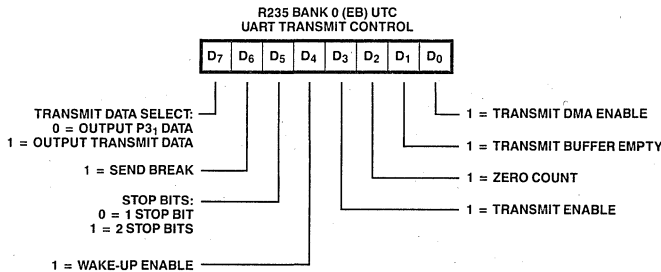 R235 BANK 0 (EB) UTC
UART TRANSMIT CONTROL
D7 D6 D5 D4 D3 D2 D1 D0
TRANSMIT DATA SELECT:
0 = OUTPUT P31 DATA
1 = OUTPUT TRANSMIT DATA
1 = SEND BREAK
STOP BITS:
0 = 1 STOP BIT
1 = 2 STOP BITS
1 = WAKE-UP ENABLE
1 = TRANSMIT DMA ENABLE
1 = TRANSMIT BUFFER EMPTY
1 = ZERO COUNT
1 = TRANSMIT ENABLE